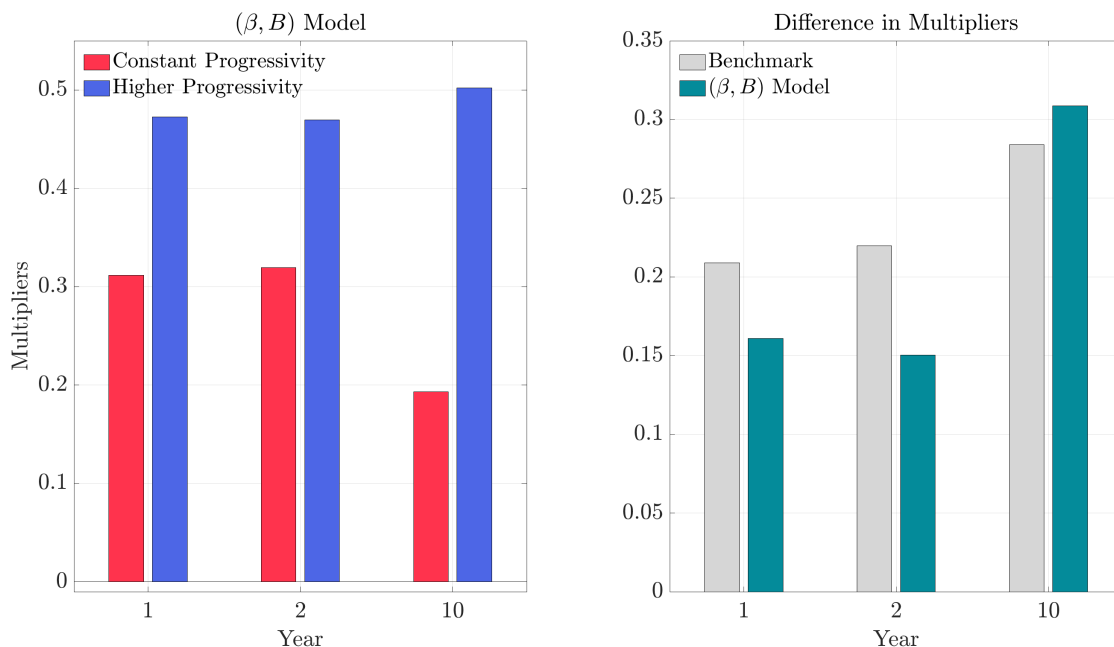 (β, B) Model
Constant Progressivity
Higher Progressivity
Multipliers
0.5
0.4
0.3
0.2
0.1
0
1
2
10
Year
Difference in Multipliers
Benchmark
(β, B) Model
0.35
0.3
0.25
0.2
0.15
0.1
0.05
0
1
2
10
Year